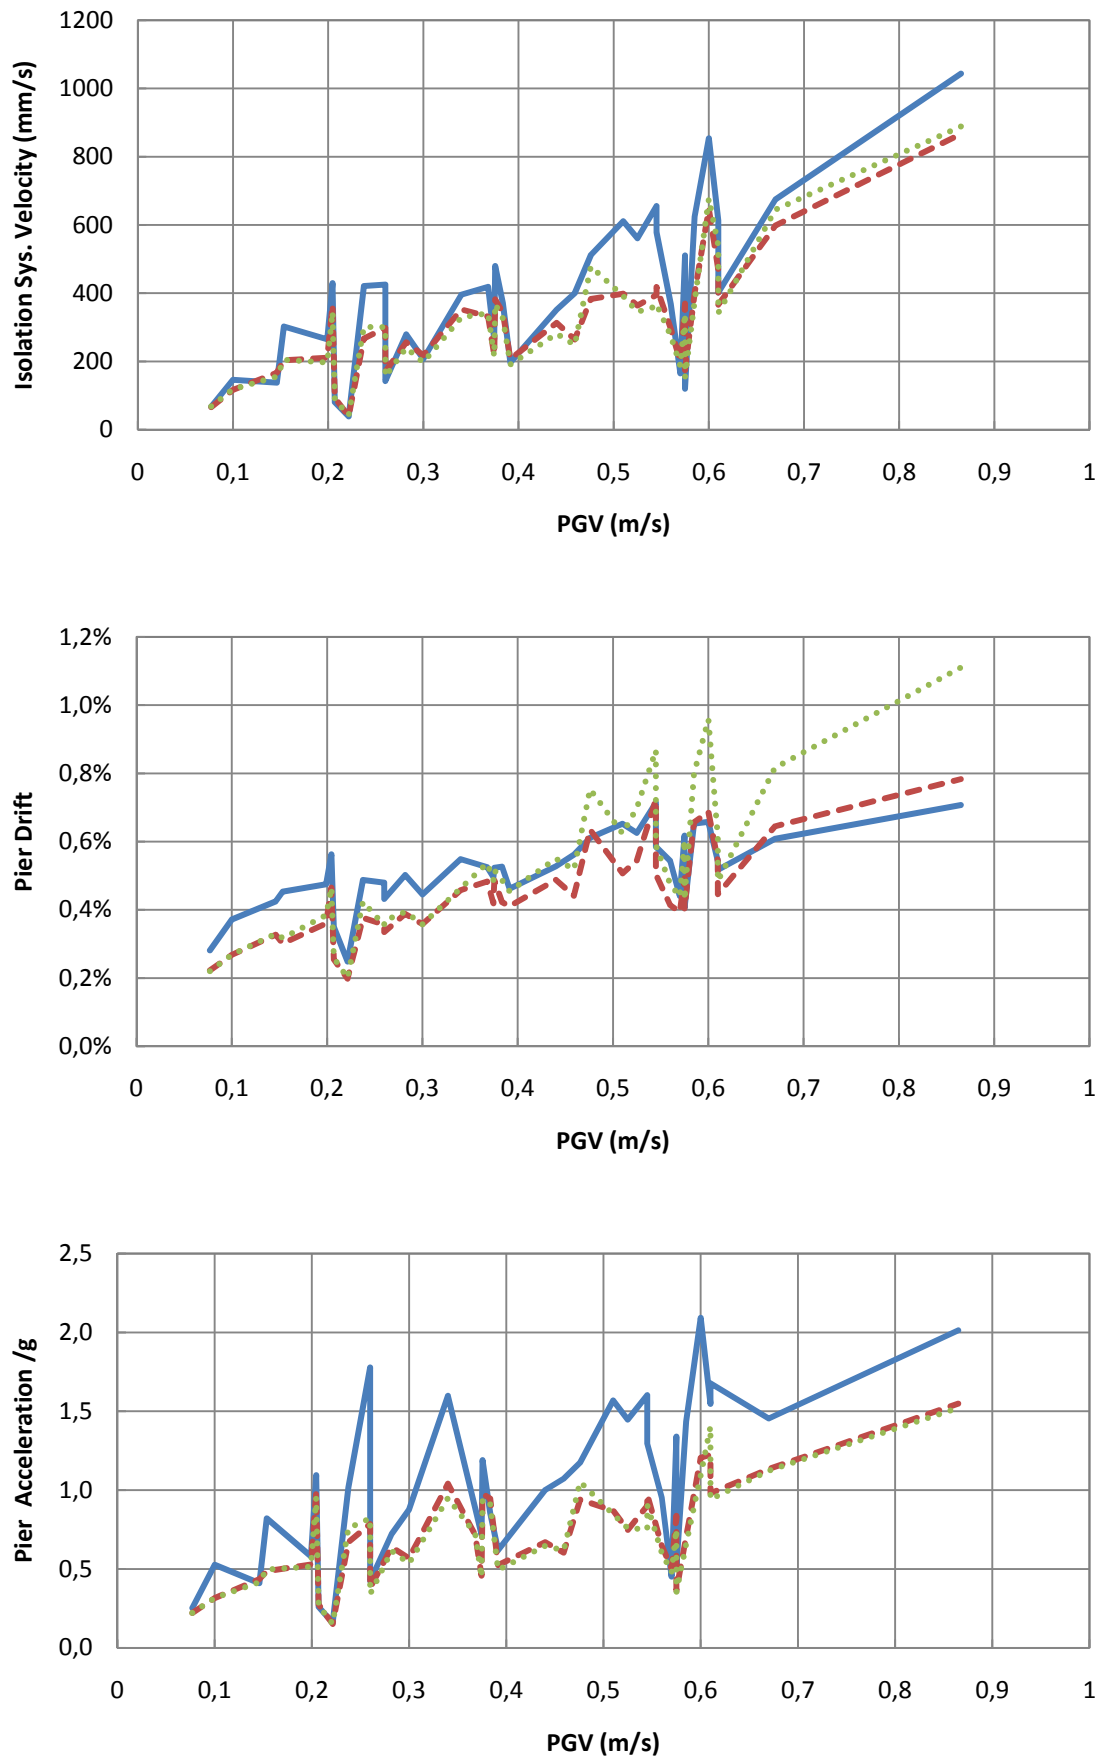 1200
1000
800
600
400
200
0
Isolation Sys. Velocity (mm/s)
0 0,1 0,2 0,3 0,4 0,5 0,6 0,7 0,8 0,9 1
PGV (m/s)
1,2%
1,0%
0,8%
0,6%
0,4%
0,2%
0,0%
Pier Drift
0 0,1 0,2 0,3 0,4 0,5 0,6 0,7 0,8 0,9 1
PGV (m/s)
2,5
2,0
1,5
1,0
0,5
0,0
Pier Acceleration /g
0 0,1 0,2 0,3 0,4 0,5 0,6 0,7 0,8 0,9 1
PGV (m/s)